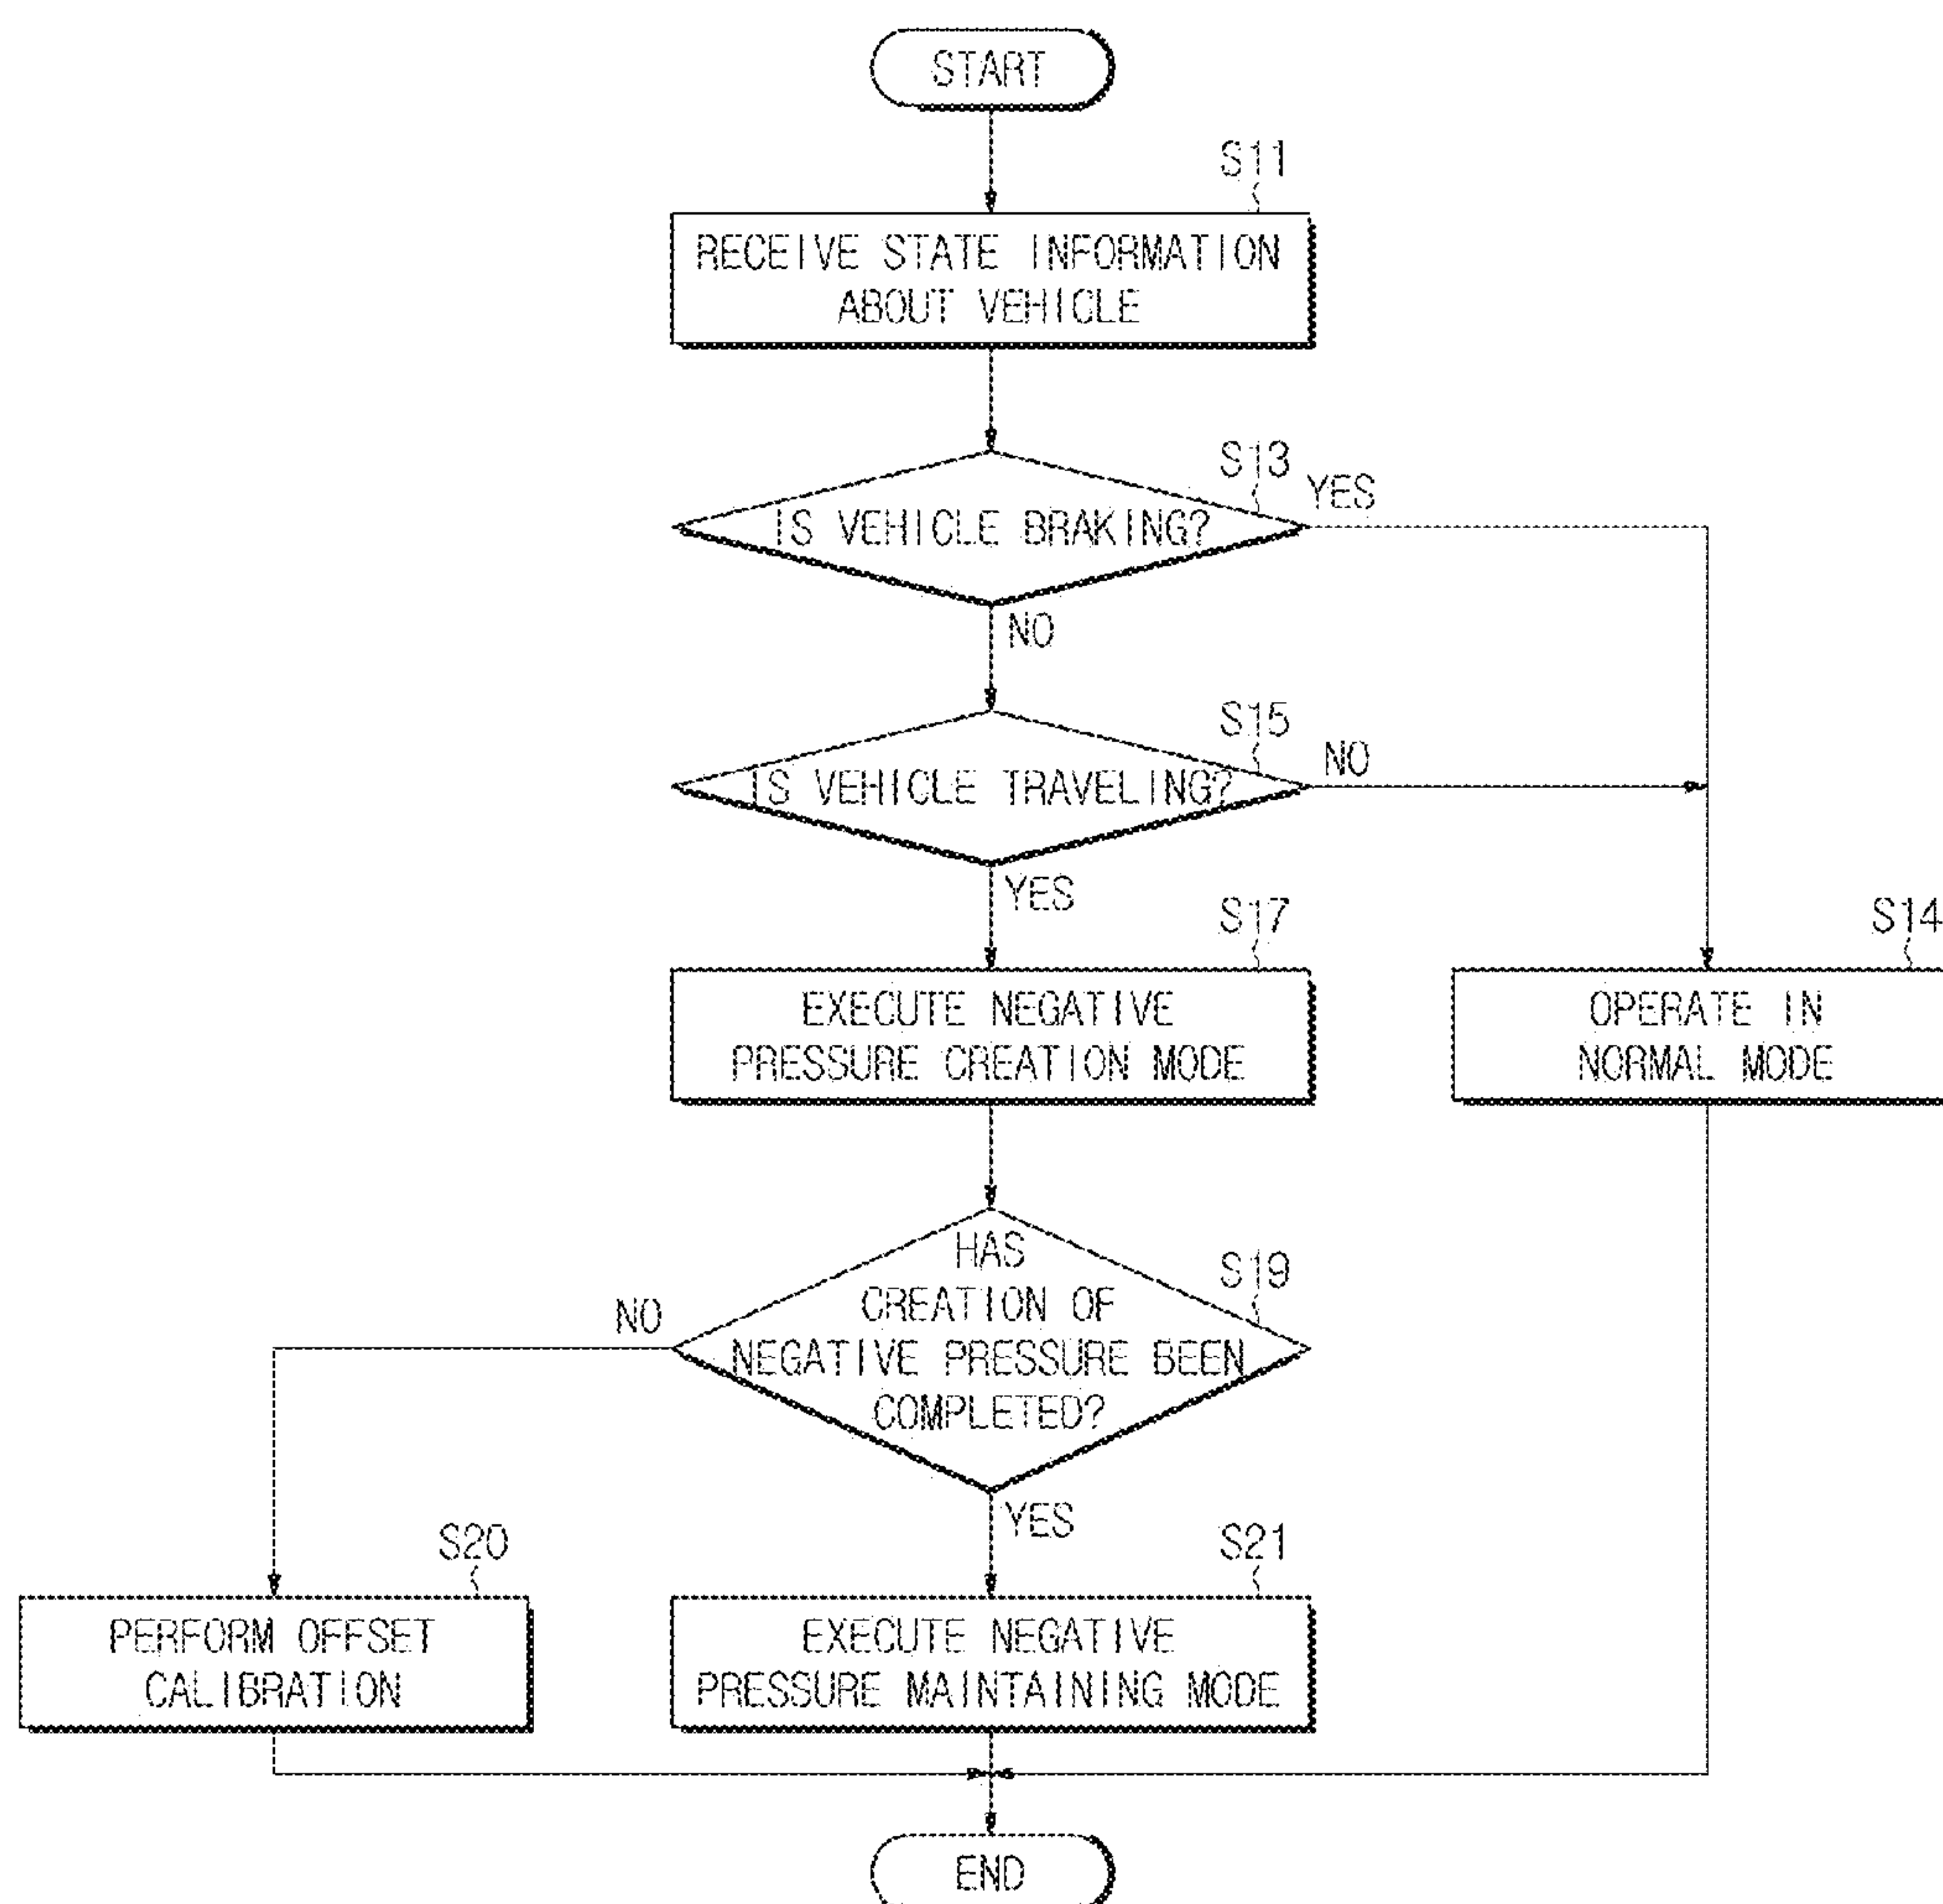 START
S11
RECEIVE STATE INFORMATION
ABOUT VEHICLE
S13
IS VEHICLE BRAKING?
YES
NO
S15
IS VEHICLE TRAVELING?
NO
YES
S17
EXECUTE NEGATIVE
PRESSURE CREATION MODE
S14
OPERATE IN
NORMAL MODE
S19
HAS
CREATION OF
NEGATIVE PRESSURE BEEN
COMPLETED?
NO
YES
S20
PERFORM OFFSET
CALIBRATION
S21
EXECUTE NEGATIVE
PRESSURE MAINTAINING MODE
END